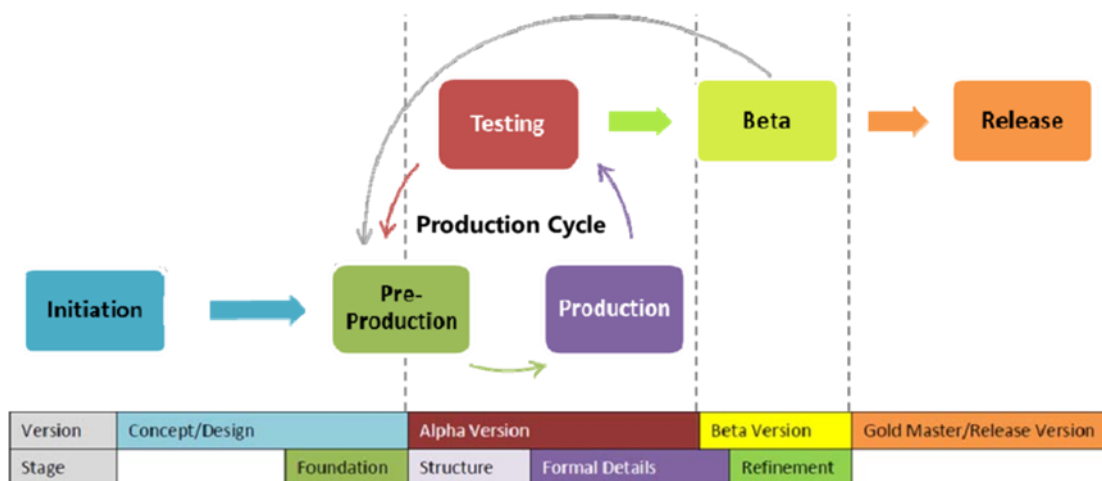 Testing
Beta
Release
Production Cycle
Initiation
Pre-
Production
Production
Version
Concept/Design
Alpha Version
Beta Version
Gold Master/Release Version
Stage
Foundation
Structure
Formal Details
Refinement